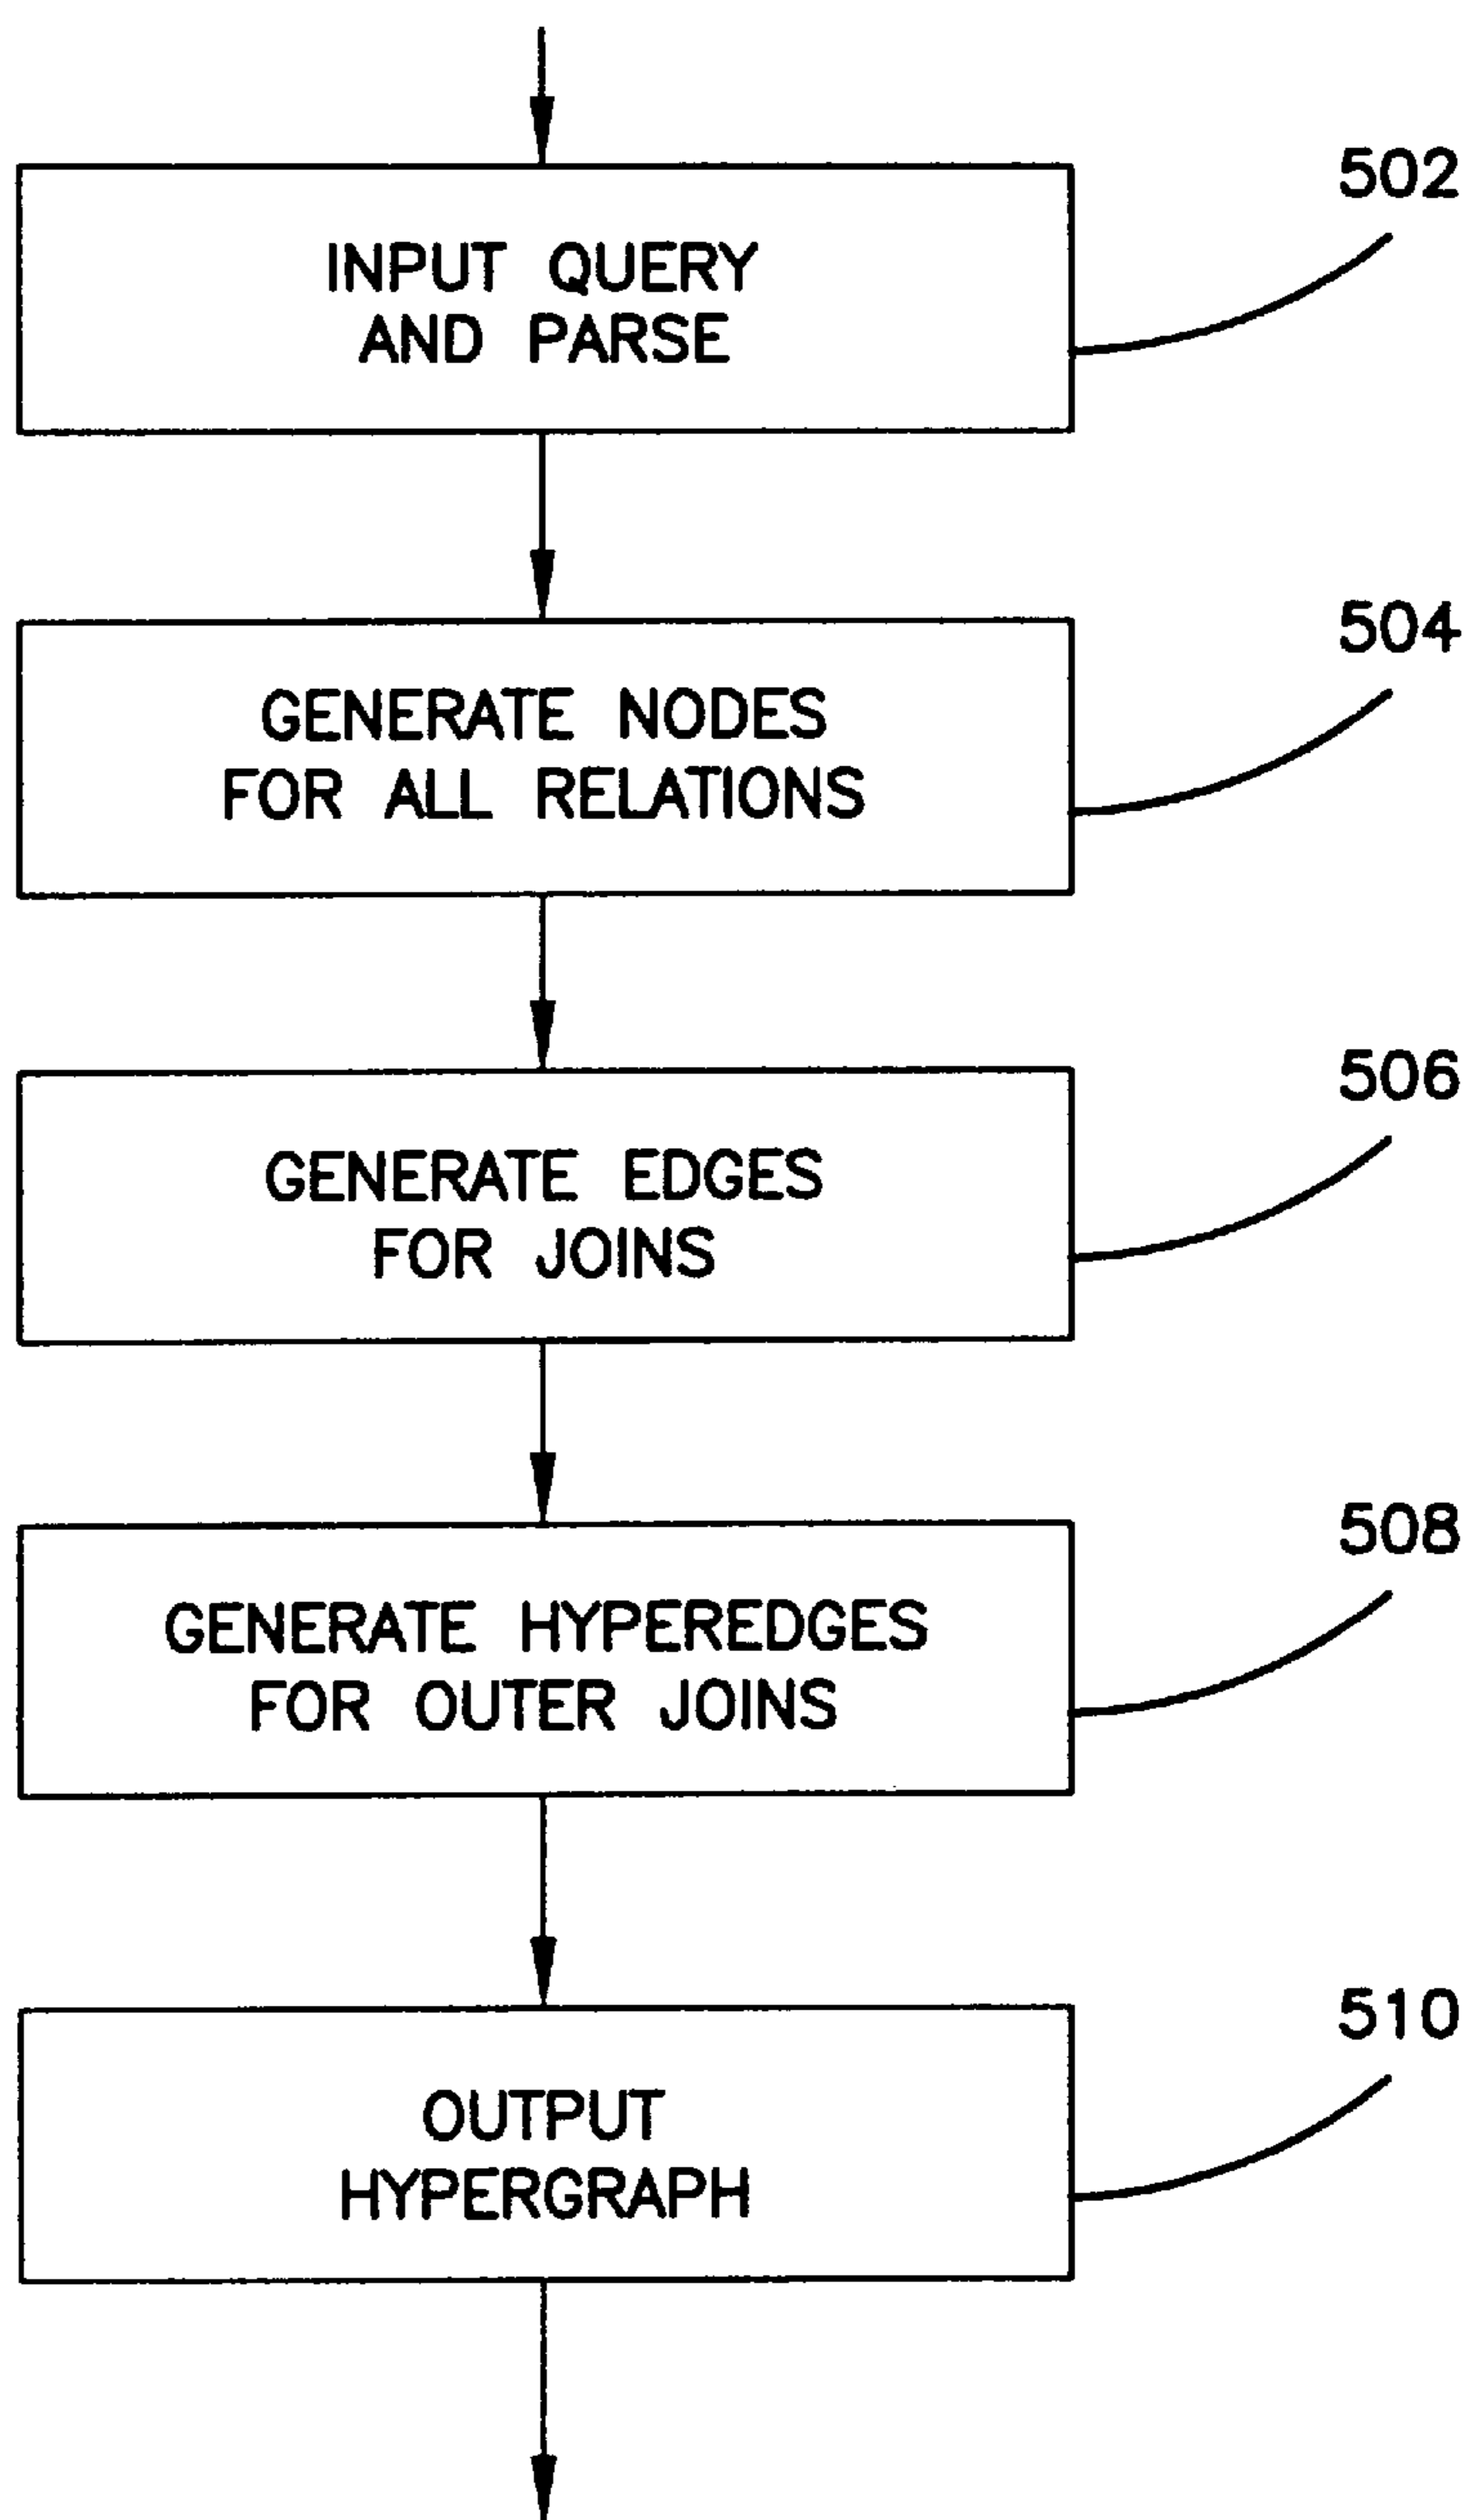 502
INPUT QUERY
AND PARSE
504
GENERATE NODES
FOR ALL RELATIONS
506
GENERATE EDGES
FOR JOINS
508
GENERATE HYPEREDGES
FOR OUTER JOINS
510
OUTPUT
HYPERGRAPH